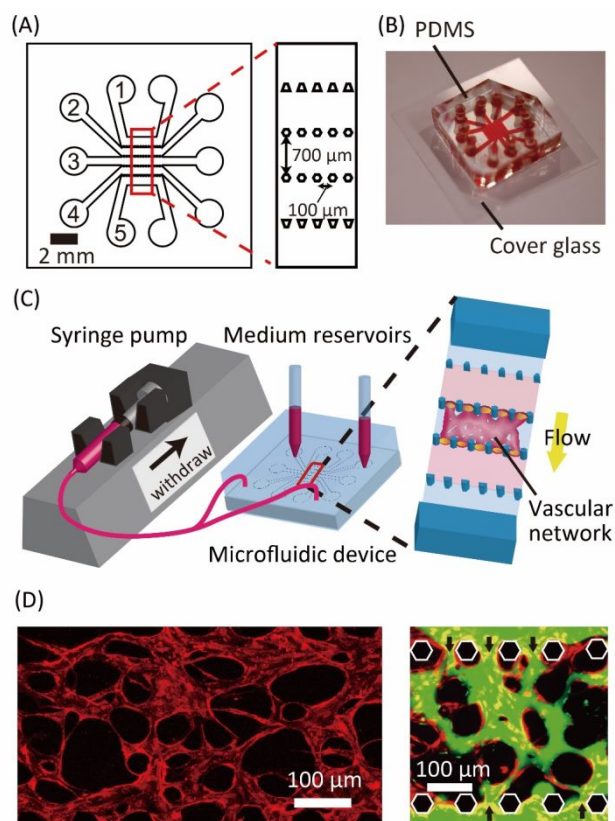 (A)
1
2
3
4
5
2 mm
700 µm
100 µm
(B)
PDMS
Cover glass
(C)
Syringe pump
Medium reservoirs
withdraw
Flow
Vascular
network
Microfluidic device
(D)
100 µm
100 µm